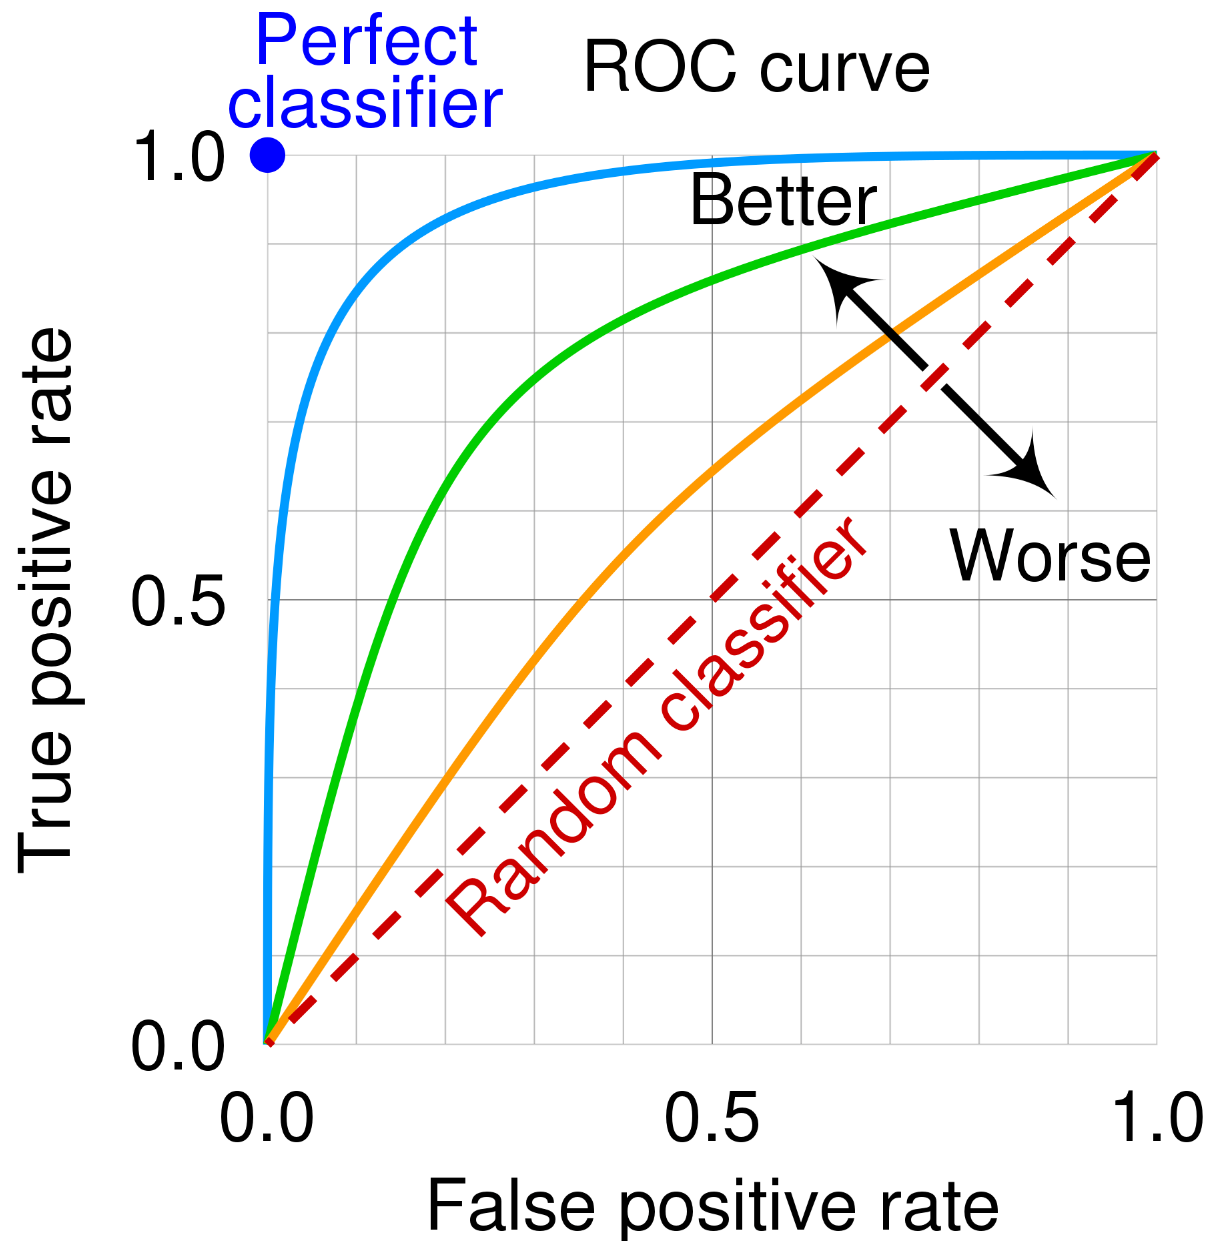 Perfect
classifier
ROC curve
1.0
Better
True positive rate
Worse
0.5
Random classifier
0.0
0.0
0.5
1.0
False positive rate